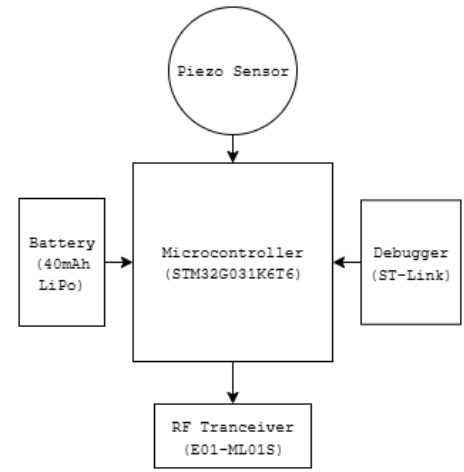 Piezo Sensor
Battery
(40mAh
LiPo)
Microcontroller
(STM32G031K6T6)
Debugger
(ST-Link)
RF Tranceiver
(E01-ML01S)